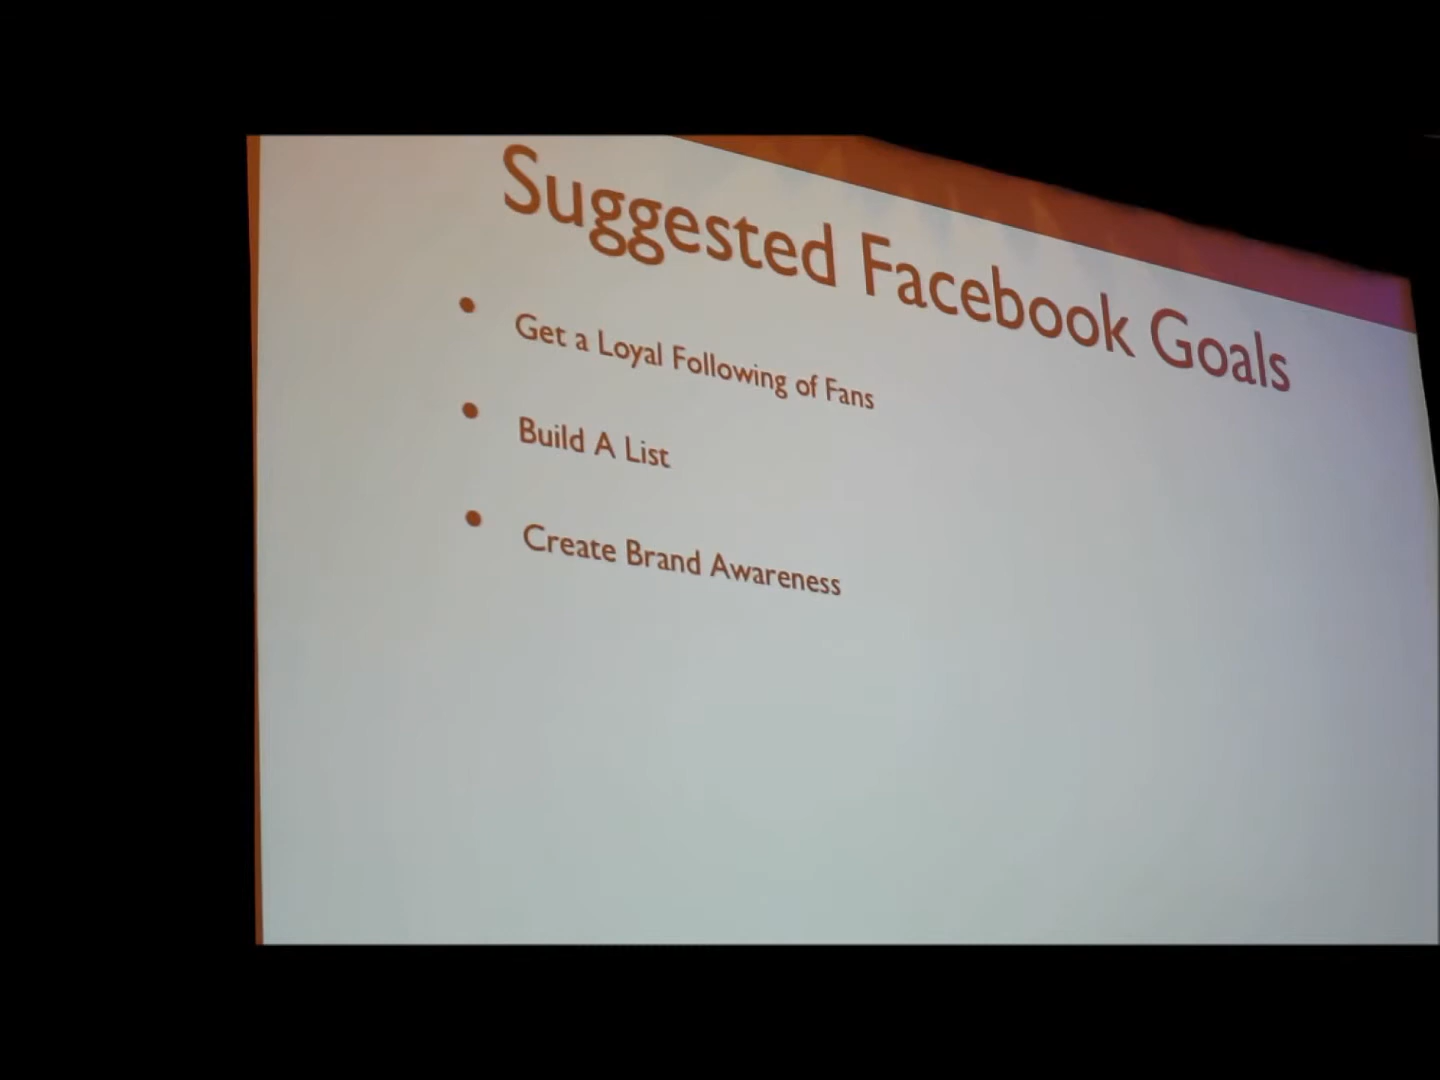 Suggested Facebook Goals
• Get a Loyal Following of Fans
• Build A List
• Create Brand Awareness